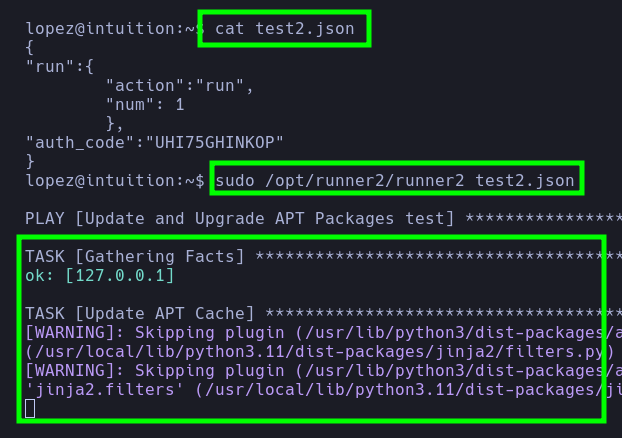 lopez@intuition:~$ cat test2.json
{
"run":{
"action":"run",
"num": 1
},
"auth_code":"UHI75GHINKOP"
}
lopez@intuition:~$ sudo /opt/runner2/runner2 test2.json
PLAY [Update and Upgrade APT Packages test] ****************
TASK [Gathering Facts] *************************************
ok: [127.0.0.1]
TASK [Update APT Cache] ************************************
[WARNING]: Skipping plugin (/usr/lib/python3/dist-packages/a
(/usr/local/lib/python3.11/dist-packages/jinja2/filters.py)
[WARNING]: Skipping plugin (/usr/lib/python3/dist-packages/a
'jinja2.filters' (/usr/local/lib/python3.11/dist-packages/ji